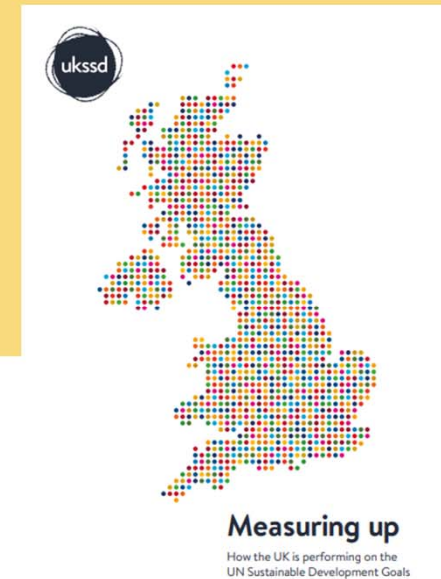 ukssd
Measuring up
How the UK is performing on the
UN Sustainable Development Goals